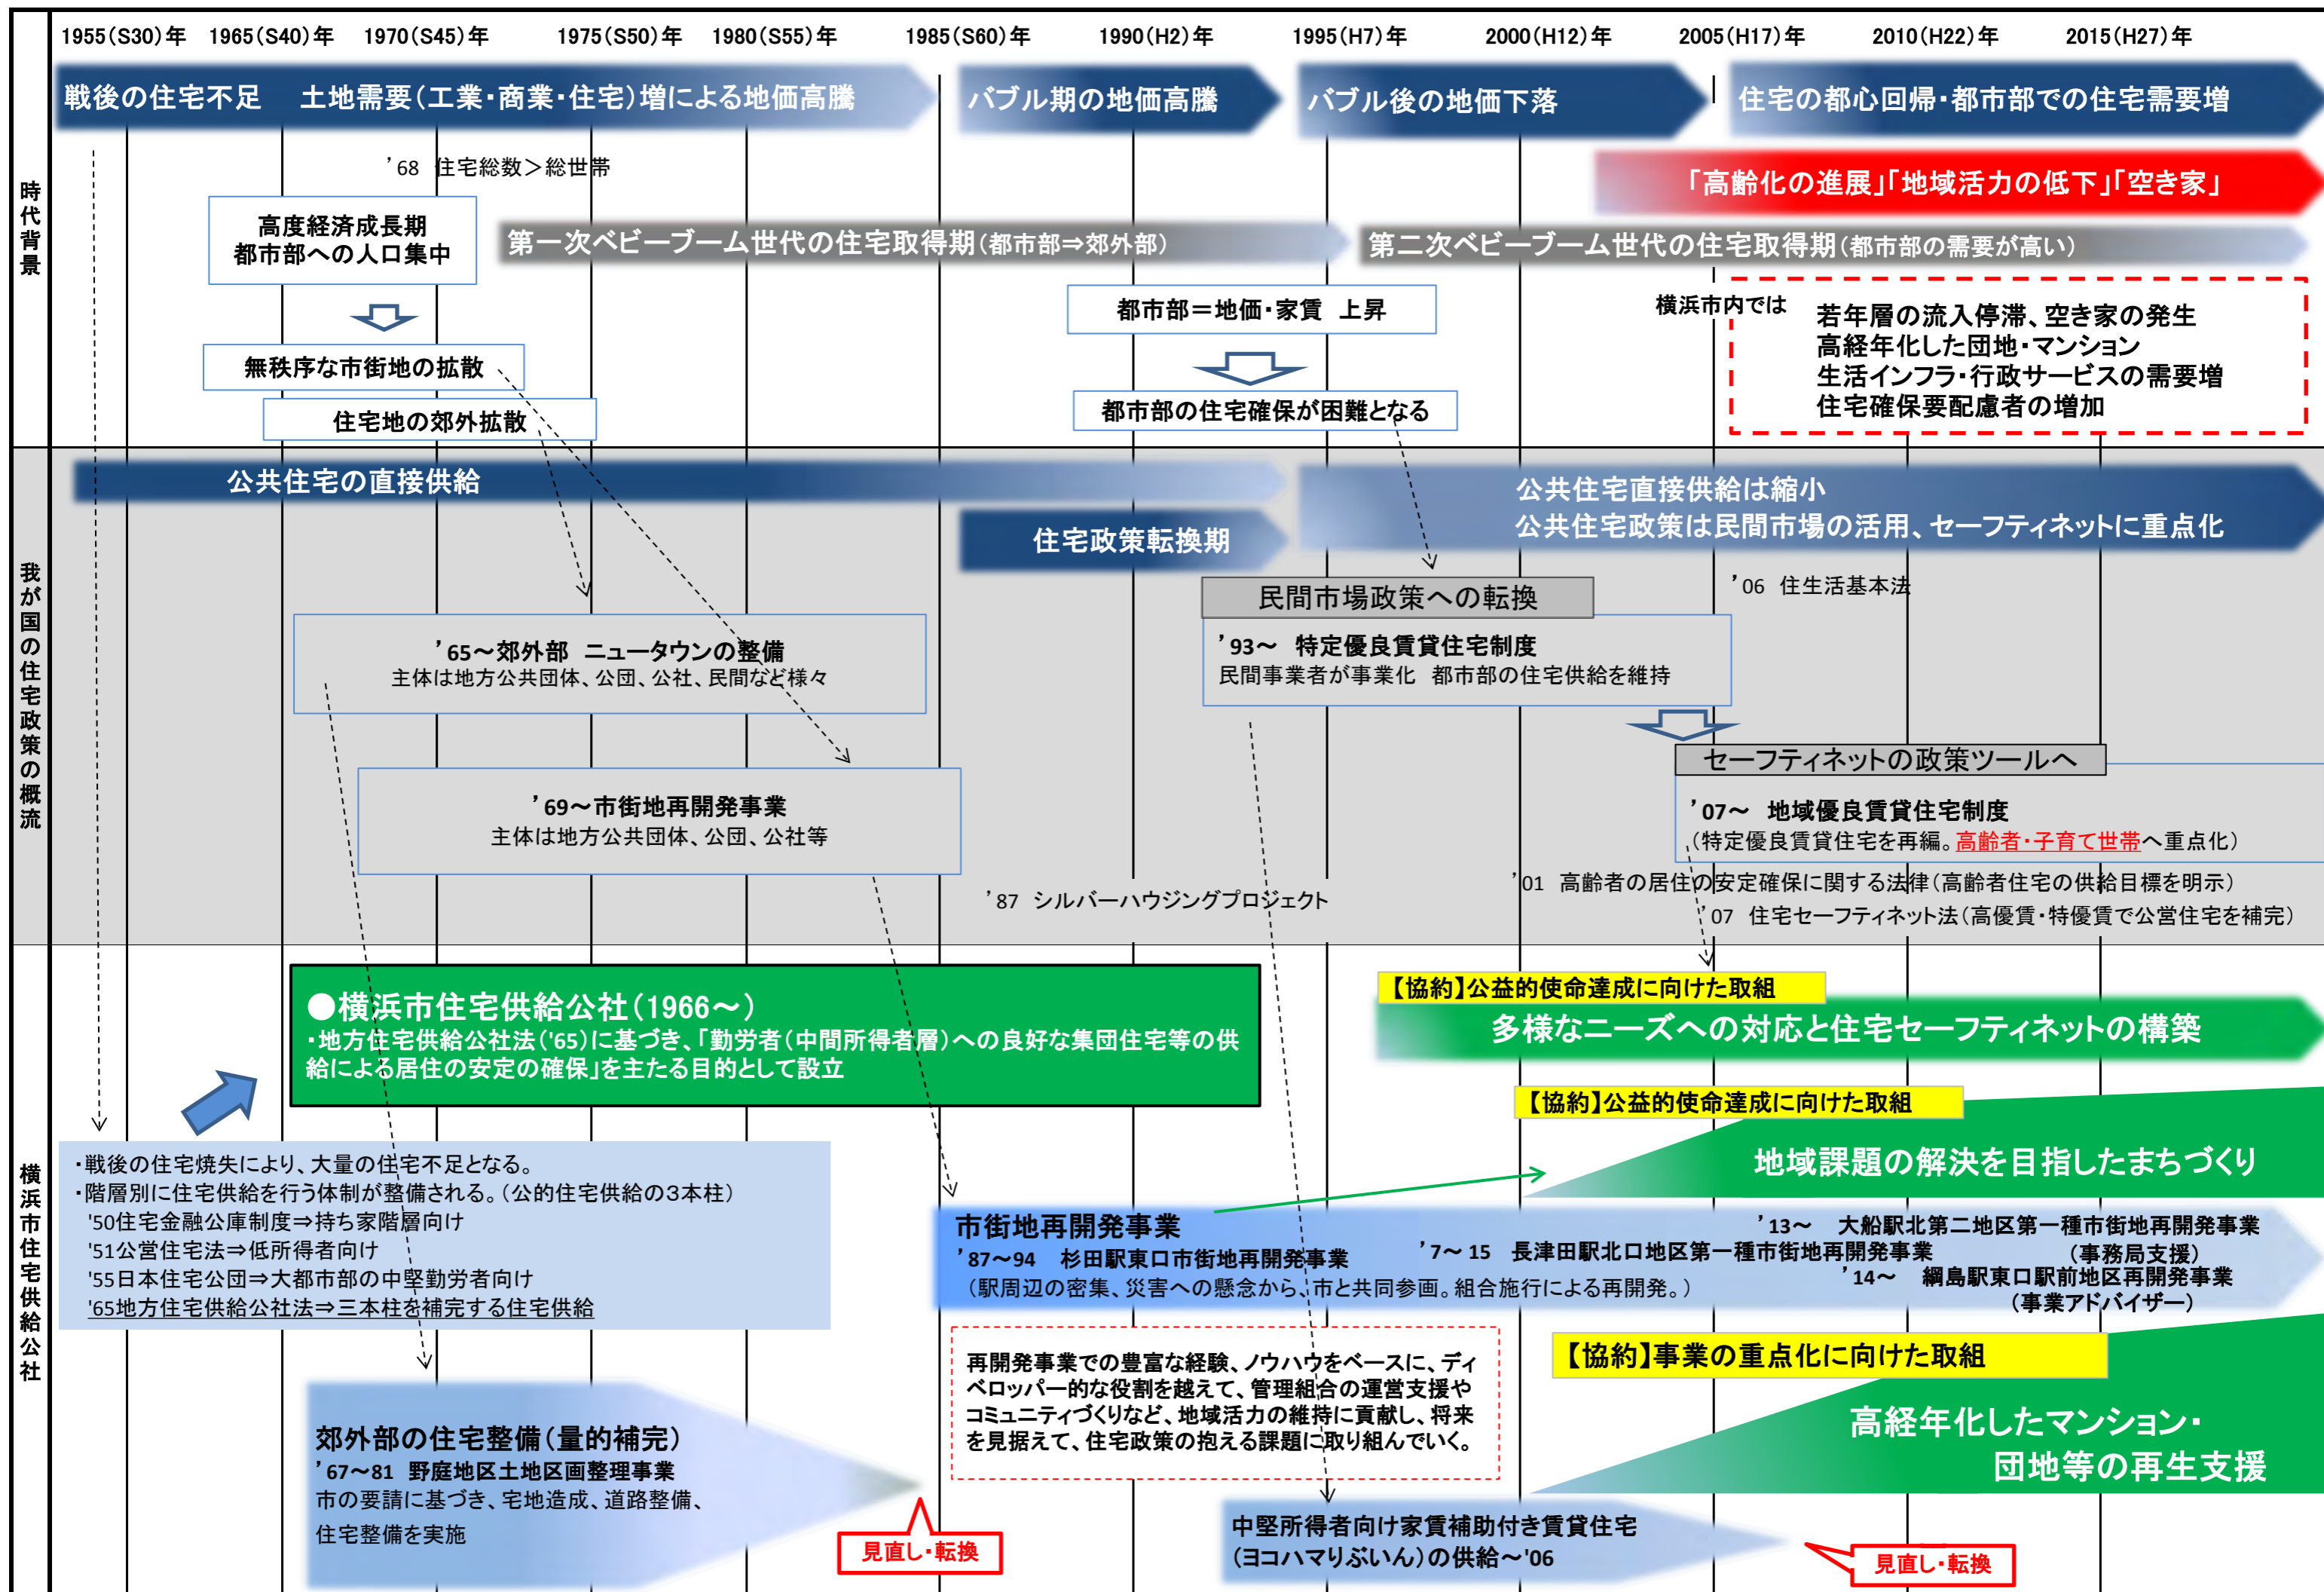 1955(S30)年 1965(S40)年 1970(S45)年 1975(S50)年 1980(S55)年 1985(S60)年 1990(H2)年 1995(H7)年 2000(H12)年 2005(H17)年 2010(H22)年 2015(H27)年
時代背景
戦後の住宅不足 土地需要(工業・商業・住宅)増による地価高騰
バブル期の地価高騰
バブル後の地価下落
住宅の都心回帰・都市部での住宅需要増
'68 住宅総数＞総世帯
「高齢化の進展」「地域活力の低下」「空き家」
高度経済成長期
都市部への人口集中
第一次ベビーブーム世代の住宅取得期(都市部⇒郊外部)
第二次ベビーブーム世代の住宅取得期(都市部の需要が高い)
無秩序な市街地の拡散
住宅地の郊外拡散
都市部＝地価・家賃 上昇
都市部の住宅確保が困難となる
横浜市内では
若年層の流入停滞、空き家の発生
高経年化した団地・マンション
生活インフラ・行政サービスの需要増
住宅確保要配慮者の増加
我が国の住宅政策の概流
公共住宅の直接供給
住宅政策転換期
公共住宅直接供給は縮小
公共住宅政策は民間市場の活用、セーフティネットに重点化
民間市場政策への転換
'06 住生活基本法
'65～郊外部 ニュータウンの整備
主体は地方公共団体、公団、公社、民間など様々
'93～ 特定優良賃貸住宅制度
民間事業者が事業化 都市部の住宅供給を維持
'69～市街地再開発事業
主体は地方公共団体、公団、公社等
セーフティネットの政策ツールへ
'07～ 地域優良賃貸住宅制度
(特定優良賃貸住宅を再編。高齢者・子育て世帯へ重点化)
'87 シルバーハウジングプロジェクト
'01 高齢者の居住の安定確保に関する法律(高齢者住宅の供給目標を明示)
'07 住宅セーフティネット法(高優賃・特優賃で公営住宅を補完)
横浜市住宅供給公社
●横浜市住宅供給公社(1966～)
・地方住宅供給公社法('65)に基づき、「勤労者(中間所得者層)への良好な集団住宅等の供
給による居住の安定の確保」を主たる目的として設立
【協約】公益的使命達成に向けた取組
多様なニーズへの対応と住宅セーフティネットの構築
【協約】公益的使命達成に向けた取組
地域課題の解決を目指したまちづくり
・戦後の住宅焼失により、大量の住宅不足となる。
・階層別に住宅供給を行う体制が整備される。(公的住宅供給の3本柱)
'50住宅金融公庫制度⇒持ち家階層向け
'51公営住宅法⇒低所得者向け
'55日本住宅公団⇒大都市部の中堅勤労者向け
'65地方住宅供給公社法⇒三本柱を補完する住宅供給
市街地再開発事業
'87～94 杉田駅東口市街地再開発事業
(駅周辺の密集、災害への懸念から、市と共同参画。組合施行による再開発。)
'7～15 長津田駅北口地区第一種市街地再開発事業
'13～ 大船駅北第二地区第一種市街地再開発事業
(事務局支援)
'14～ 綱島駅東口駅前地区再開発事業
(事業アドバイザー)
再開発事業での豊富な経験、ノウハウをベースに、ディ
ベロッパー的な役割を越えて、管理組合の運営支援や
コミュニティづくりなど、地域活力の維持に貢献し、将来
を見据えて、住宅政策の抱える課題に取り組んでいく。
【協約】事業の重点化に向けた取組
高経年化したマンション・
団地等の再生支援
郊外部の住宅整備(量的補完)
'67～81 野庭地区土地区画整理事業
市の要請に基づき、宅地造成、道路整備、
住宅整備を実施
見直し・転換
中堅所得者向け家賃補助付き賃貸住宅
(ヨコハマりぶいん)の供給～'06
見直し・転換